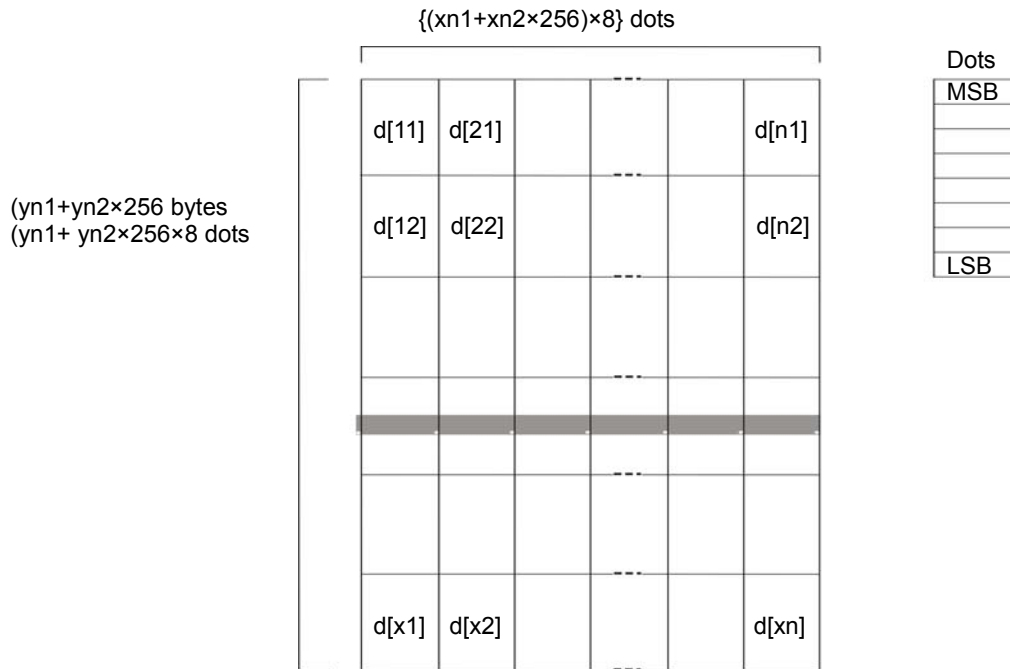 {(xn1+xn2×256)×8} dots
Dots
MSB
d[11] d[21] d[n1]
(yn1+yn2×256 bytes
(yn1+ yn2×256×8 dots
d[12] d[22] d[n2]
LSB
d[x1] d[x2] d[xn]